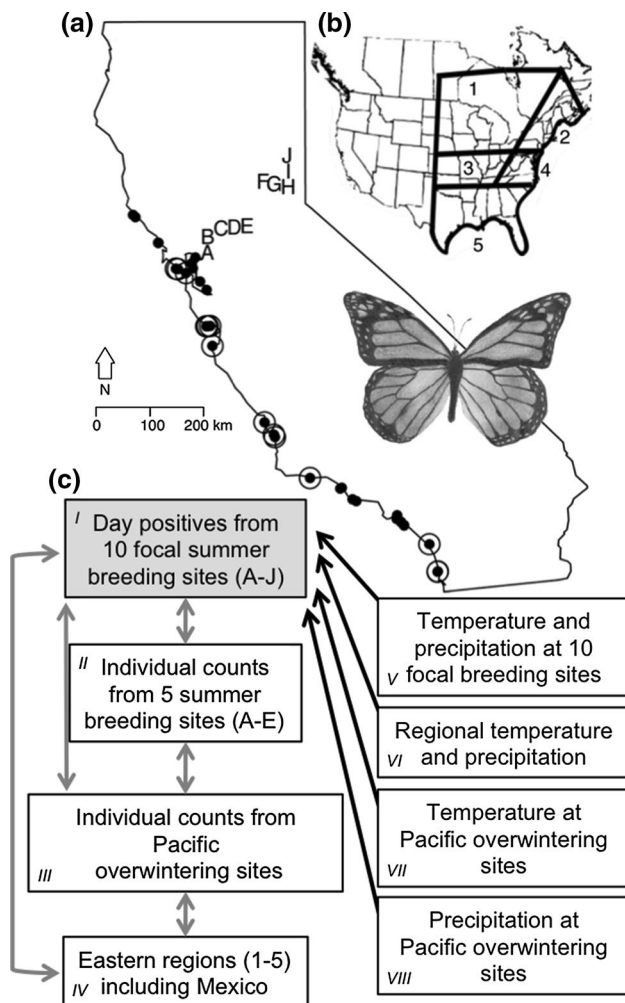 (a)
(b)
1
2
3
4
5
J
I
FGH
CDE
B
A
N
0 100 200 km
(c)
I Day positives from
10 focal summer
breeding sites (A-J)
II Individual counts
from 5 summer
breeding sites (A-E)
Individual counts from
Pacific
III overwintering sites
Eastern regions (1-5)
IV including Mexico
Temperature and
precipitation at 10
V focal breeding sites
Regional temperature
VI and precipitation
Temperature at
Pacific overwintering
VII sites
Precipitation at
Pacific overwintering
VIII sites